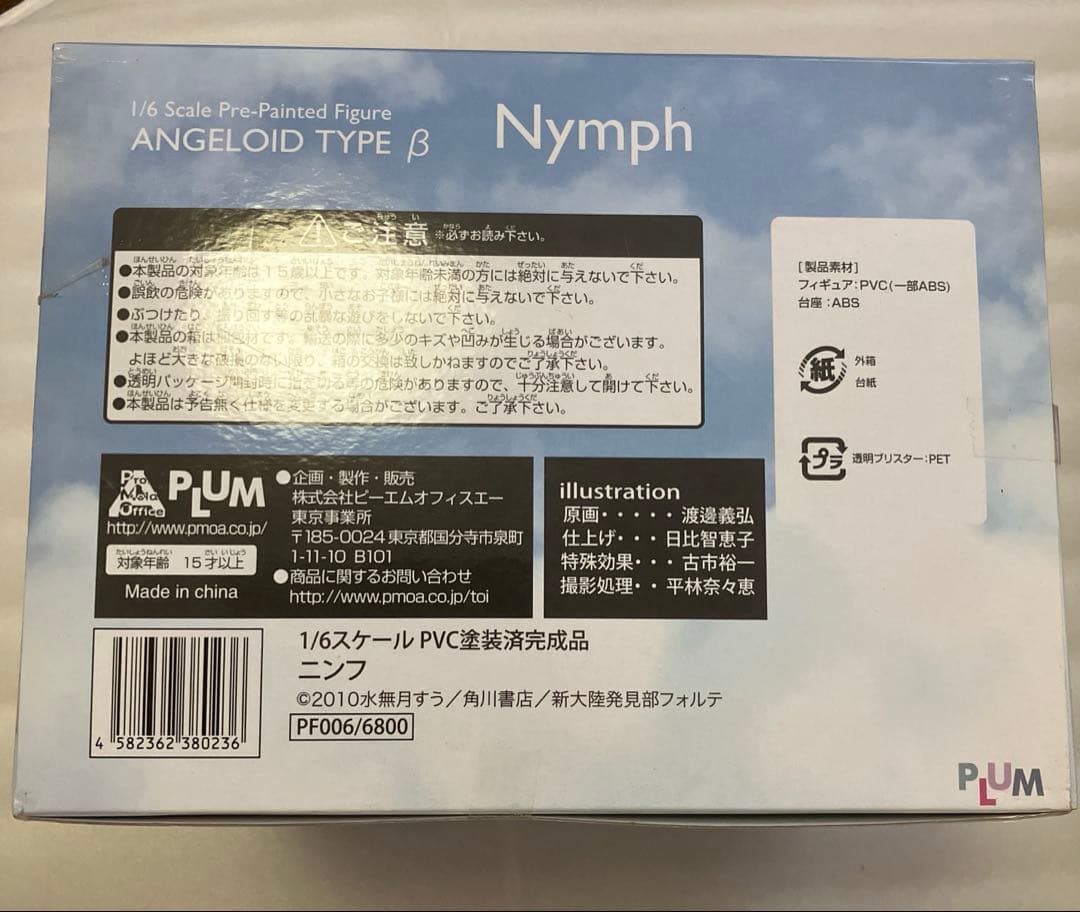 1/6 Scale Pre-Painted Figure
ANGELOID TYPE β
Nymph
ご注意 ※必ずお読み下さい。
●本製品の対象年齢は15歳以上です。対象年齢未満の方には絶対に与えないで下さい。
●誤飲の危険がありますので、小さなお子様には絶対に与えないで下さい。
●ぶつけたり、振り回す等の乱暴な遊びをしないで下さい。
●本製品の箱は梱包材です。輸送の際に多少のキズや凹みが生じる場合がございます。
よほど大きな破損のない限り、箱の交換は致しかねますのでご了承下さい。
●透明パッケージ開封時に指を切る等の危険がありますので、十分注意して開けて下さい。
●本製品は予告無く仕様を変更する場合がございます。ご了承下さい。
[製品素材]
フィギュア:PVC(一部ABS)
台座:ABS
紙
外箱
台紙
プラ
透明ブリスター:PET
Pro Media Office
PLUM
http://www.pmoa.co.jp/
対象年齢 15才以上
Made in china
●企画・製作・販売
株式会社ピーエムオフィスエー
東京事業所
〒185-0024 東京都国分寺市泉町
1-11-10 B101
●商品に関するお問い合わせ
http://www.pmoa.co.jp/toi
illustration
原画・・・・・渡邊義弘
仕上げ・・・日比智恵子
特殊効果・・・古市裕一
撮影処理・・平林奈々恵
4 582362 380236
1/6スケール PVC塗装済完成品
ニンフ
©2010水無月すう／角川書店／新大陸発見部フォルテ
PF006/6800
PLUM